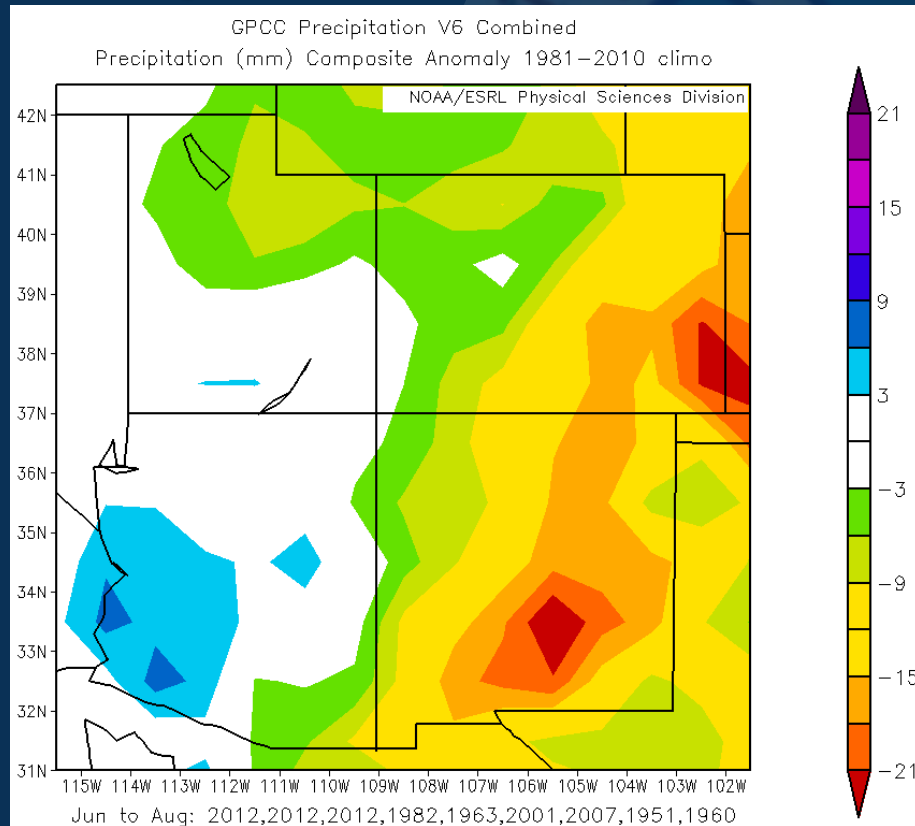 GPCC Precipitation V6 Combined
Precipitation (mm) Composite Anomaly 1981-2010 climo
NOAA/ESRL Physical Sciences Division
42N
41N
40N
39N
38N
37N
36N
35N
34N
33N
32N
31N
115W 114W 113W 112W 111W 110W 109W 108W 107W 106W 105W 104W 103W 102W
21
15
9
3
-3
-9
-15
-21
Jun to Aug: 2012,2012,2012,1982,1963,2001,2007,1951,1960